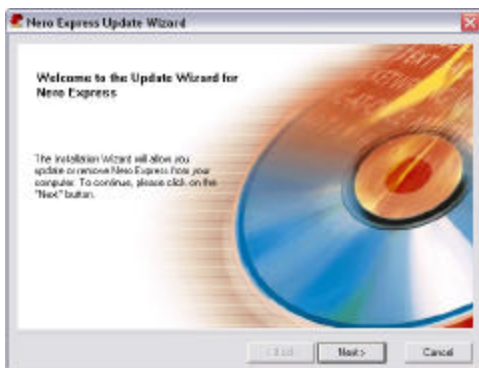 Nero Express Update Wizard
Welcome to the Update Wizard for
Nero Express
The Installation Wizard will allow you
update or remove Nero Express from your
computer. To continue, please click on the
"Next" button.
TEXT
< Back
Next >
Cancel